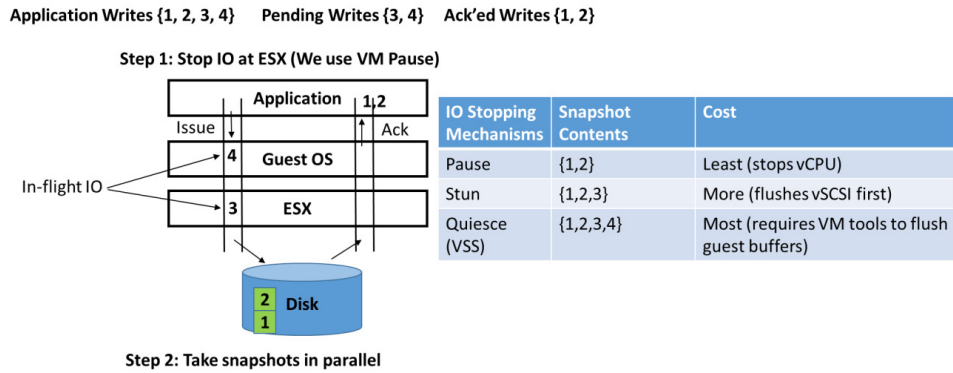 Application Writes {1, 2, 3, 4} Pending Writes {3, 4} Ack'ed Writes {1, 2}
Step 1: Stop IO at ESX (We use VM Pause)
Application 1,2
Issue Ack
4 Guest OS
In-flight IO
3 ESX
2 Disk
1
Step 2: Take snapshots in parallel
IO Stopping Mechanisms Snapshot Contents Cost
Pause {1,2} Least (stops vCPU)
Stun {1,2,3} More (flushes vSCSI first)
Quiesce (VSS) {1,2,3,4} Most (requires VM tools to flush guest buffers)